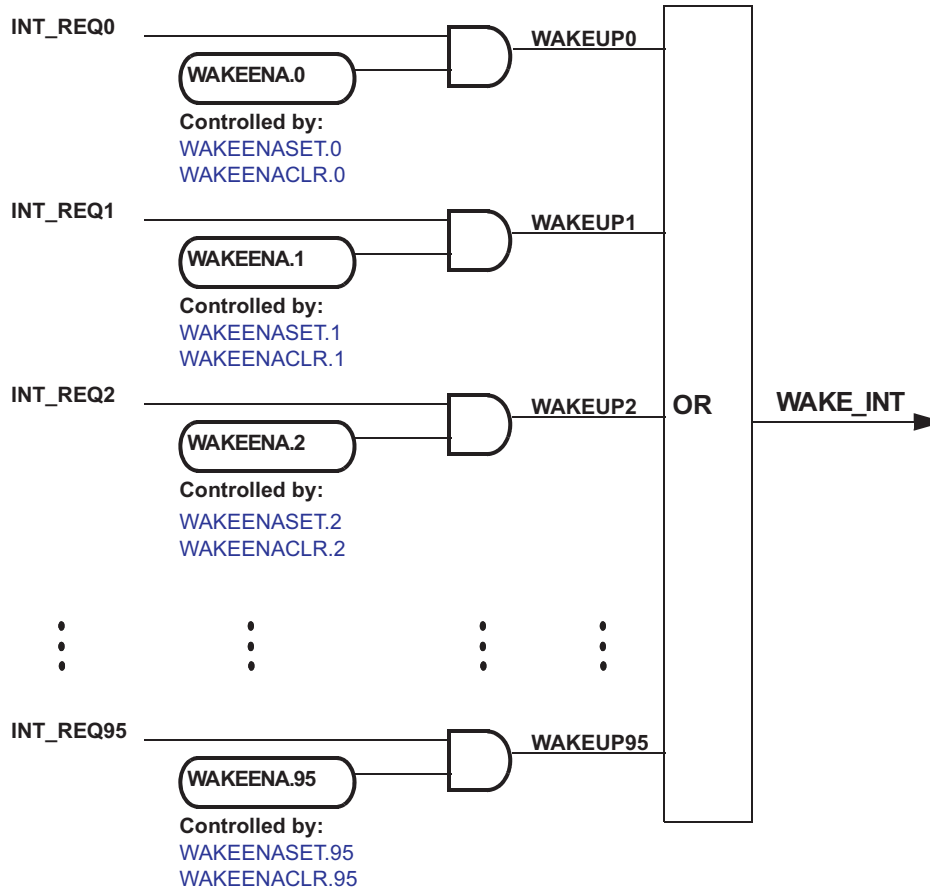 INT_REQ0
WAKEUP0
WAKEENA.0
Controlled by:
WAKEENASET.0
WAKEENACLR.0
INT_REQ1
WAKEUP1
WAKEENA.1
Controlled by:
WAKEENASET.1
WAKEENACLR.1
INT_REQ2
WAKEUP2
OR
WAKE_INT
WAKEENA.2
Controlled by:
WAKEENASET.2
WAKEENACLR.2
INT_REQ95
WAKEUP95
WAKEENA.95
Controlled by:
WAKEENASET.95
WAKEENACLR.95